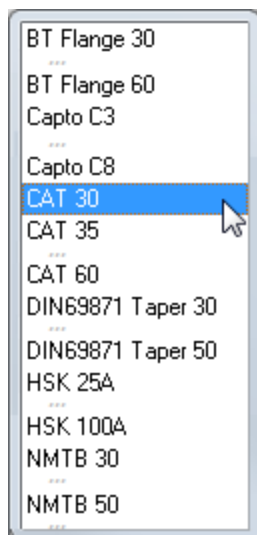 BT Flange 30
...
BT Flange 60
Capto C3
...
Capto C8
CAT 30
CAT 35
...
CAT 60
DIN69871 Taper 30
...
DIN69871 Taper 50
HSK 25A
...
HSK 100A
NMTB 30
...
NMTB 50
...